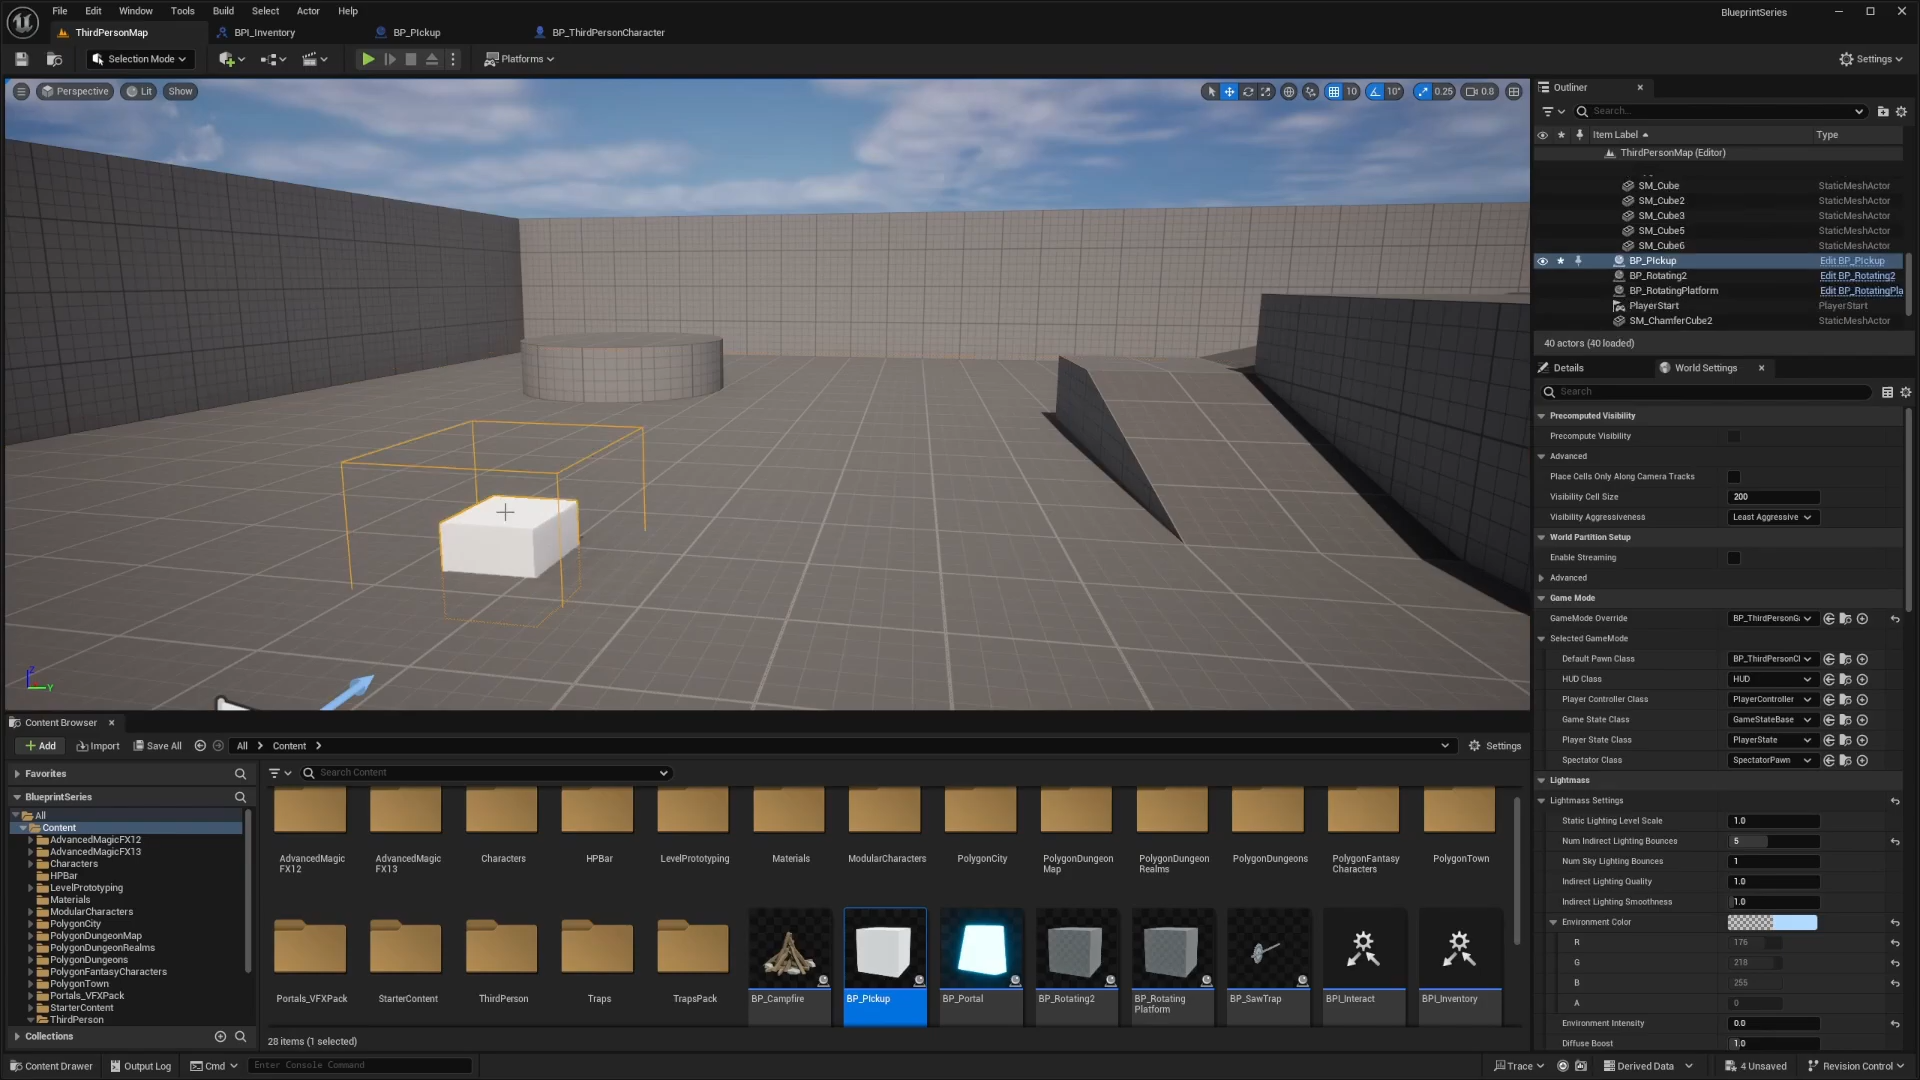 File Edit Window Tools Build Select Actor Help
BlueprintSeries
ThirdPersonMap
BPI_Inventory
BP_PIckup
BP_ThirdPersonCharacter
Selection Mode
Platforms
Settings
Perspective
Lit
Show
10
10°
0.25
0.8
Outliner
Search...
Item Label
Type
ThirdPersonMap (Editor)
SM_Cube StaticMeshActor
SM_Cube2 StaticMeshActor
SM_Cube3 StaticMeshActor
SM_Cube5 StaticMeshActor
SM_Cube6 StaticMeshActor
BP_PIckup Edit BP_PIckup
BP_Rotating2 Edit BP_Rotating2
BP_RotatingPlatform Edit BP_RotatingPla
PlayerStart PlayerStart
SM_ChamferCube2 StaticMeshActor
40 actors (40 loaded)
Details
World Settings
Search
Precomputed Visibility
Precompute Visibility
Advanced
Place Cells Only Along Camera Tracks
Visibility Cell Size 200
Visibility Aggressiveness Least Aggressive
World Partition Setup
Enable Streaming
Advanced
Game Mode
GameMode Override BP_ThirdPersonGa
Selected GameMode
Default Pawn Class BP_ThirdPersonCl
HUD Class HUD
Player Controller Class PlayerController
Game State Class GameStateBase
Player State Class PlayerState
Spectator Class SpectatorPawn
Lightmass
Lightmass Settings
Static Lighting Level Scale 1.0
Num Indirect Lighting Bounces 5
Num Sky Lighting Bounces 1
Indirect Lighting Quality 1.0
Indirect Lighting Smoothness 1.0
Environment Color
R 176
G 218
B 255
A 0
Environment Intensity 0.0
Diffuse Boost 1.0
Z
Y
Content Browser
Add
Import
Save All
All
Content
Settings
Favorites
BlueprintSeries
All
Content
AdvancedMagicFX12
AdvancedMagicFX13
Characters
HPBar
LevelPrototyping
Materials
ModularCharacters
PolygonCity
PolygonDungeonMap
PolygonDungeonRealms
PolygonDungeons
PolygonFantasyCharacters
PolygonTown
Portals_VFXPack
StarterContent
ThirdPerson
Collections
Search Content
AdvancedMagic FX12
AdvancedMagic FX13
Characters
HPBar
LevelPrototyping
Materials
ModularCharacters
PolygonCity
PolygonDungeon Map
PolygonDungeon Realms
PolygonDungeons
PolygonFantasy Characters
PolygonTown
Portals_VFXPack
StarterContent
ThirdPerson
Traps
TrapsPack
BP_Campfire
BP_PIckup
BP_Portal
BP_Rotating2
BP_Rotating Platform
BP_SawTrap
BPI_Interact
BPI_Inventory
28 items (1 selected)
Content Drawer
Output Log
Cmd
Enter Console Command
Trace
Derived Data
4 Unsaved
Revision Control